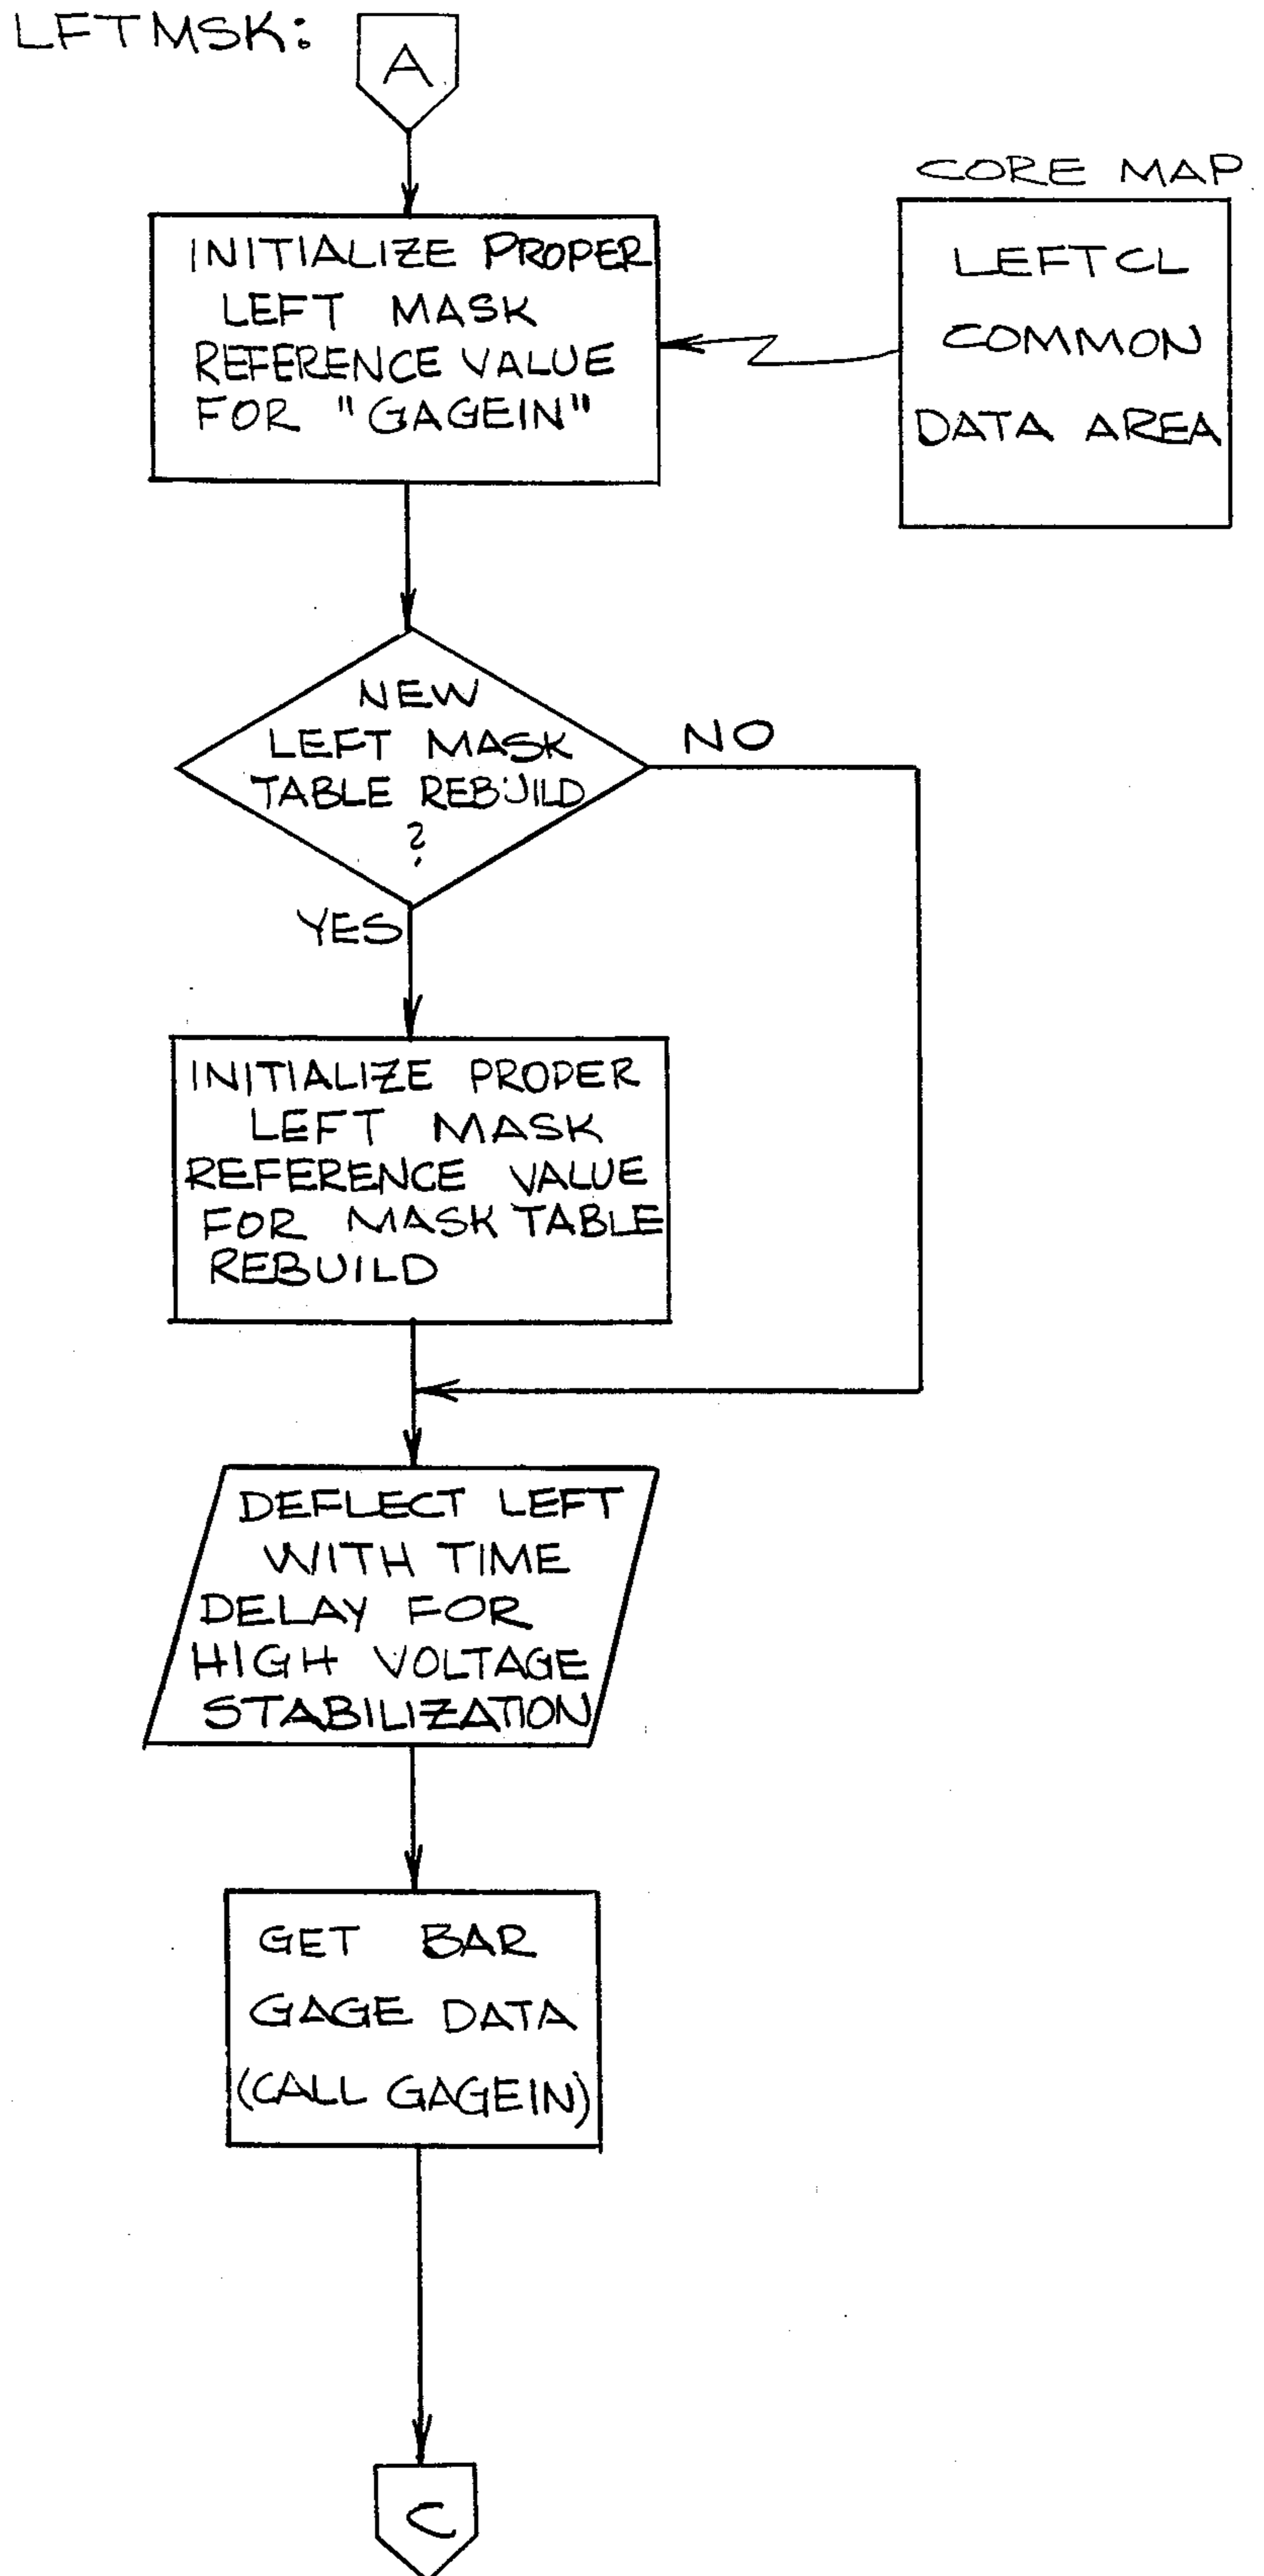 LFTMSK:
A
CORE MAP
INITIALIZE PROPER
LEFT MASK
REFERENCE VALUE
FOR "GAGEIN"
LEFTCL
COMMON
DATA AREA
NEW
LEFT MASK
TABLE REBUILD
?
NO
YES
INITIALIZE PROPER
LEFT MASK
REFERENCE VALUE
FOR MASK TABLE
REBUILD
DEFLECT LEFT
WITH TIME
DELAY FOR
HIGH VOLTAGE
STABILIZATION
GET BAR
GAGE DATA
(CALL GAGEIN)
C